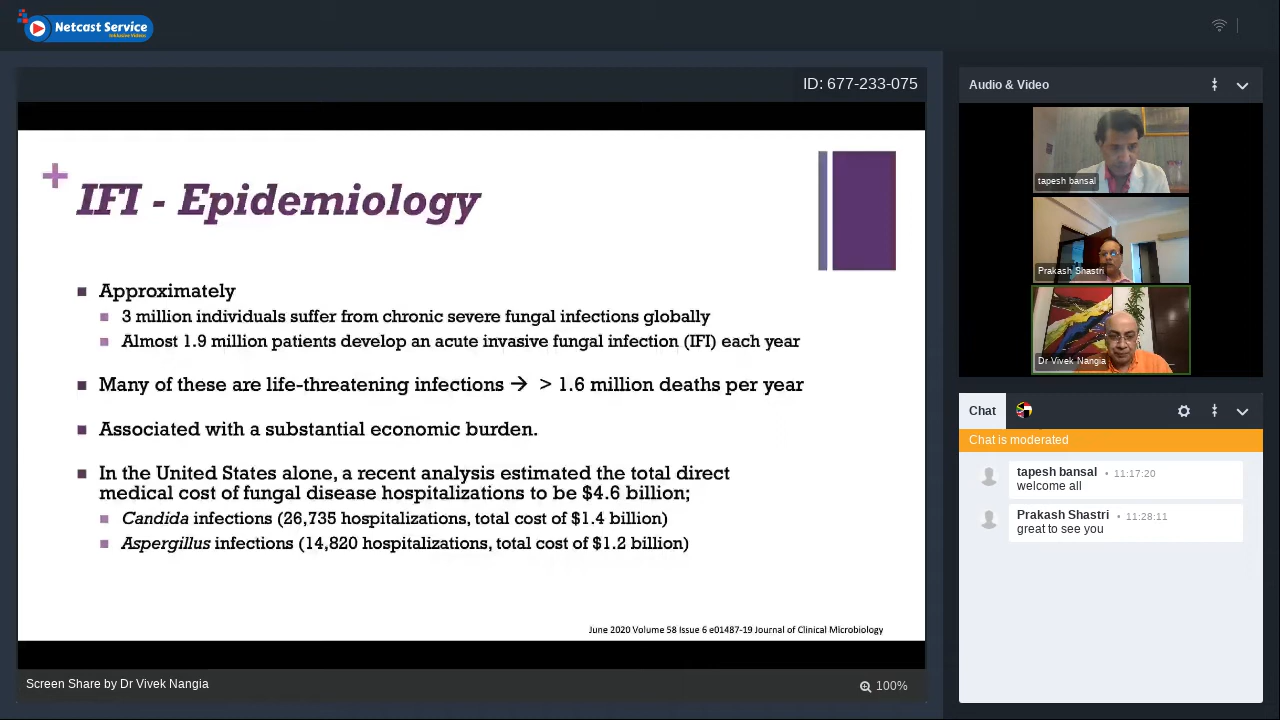 Netcast Service
Inklusive Videos
ID: 677-233-075
IFI - Epidemiology
Approximately
3 million individuals suffer from chronic severe fungal infections globally
Almost 1.9 million patients develop an acute invasive fungal infection (IFI) each year
Many of these are life-threatening infections → > 1.6 million deaths per year
Associated with a substantial economic burden.
In the United States alone, a recent analysis estimated the total direct
medical cost of fungal disease hospitalizations to be $4.6 billion;
Candida infections (26,735 hospitalizations, total cost of $1.4 billion)
Aspergillus infections (14,820 hospitalizations, total cost of $1.2 billion)
June 2020 Volume 58 Issue 6 e01487-19 Journal of Clinical Microbiology
Screen Share by Dr Vivek Nangia
100%
Audio & Video
tapesh bansal
Prakash Shastri
Dr Vivek Nangia
Chat
Chat is moderated
tapesh bansal • 11:17:20
welcome all
Prakash Shastri • 11:28:11
great to see you